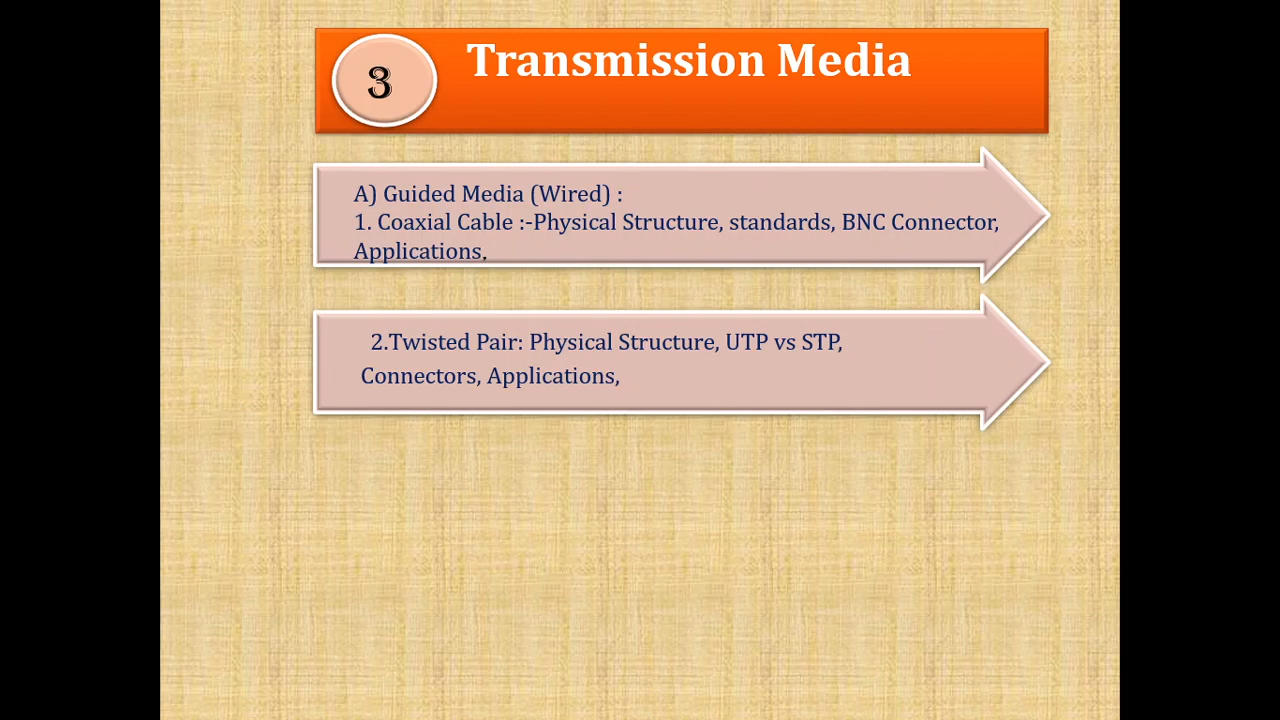 3
Transmission Media
A) Guided Media (Wired) :
1. Coaxial Cable :-Physical Structure, standards, BNC Connector,
Applications,
2.Twisted Pair: Physical Structure, UTP vs STP,
Connectors, Applications,